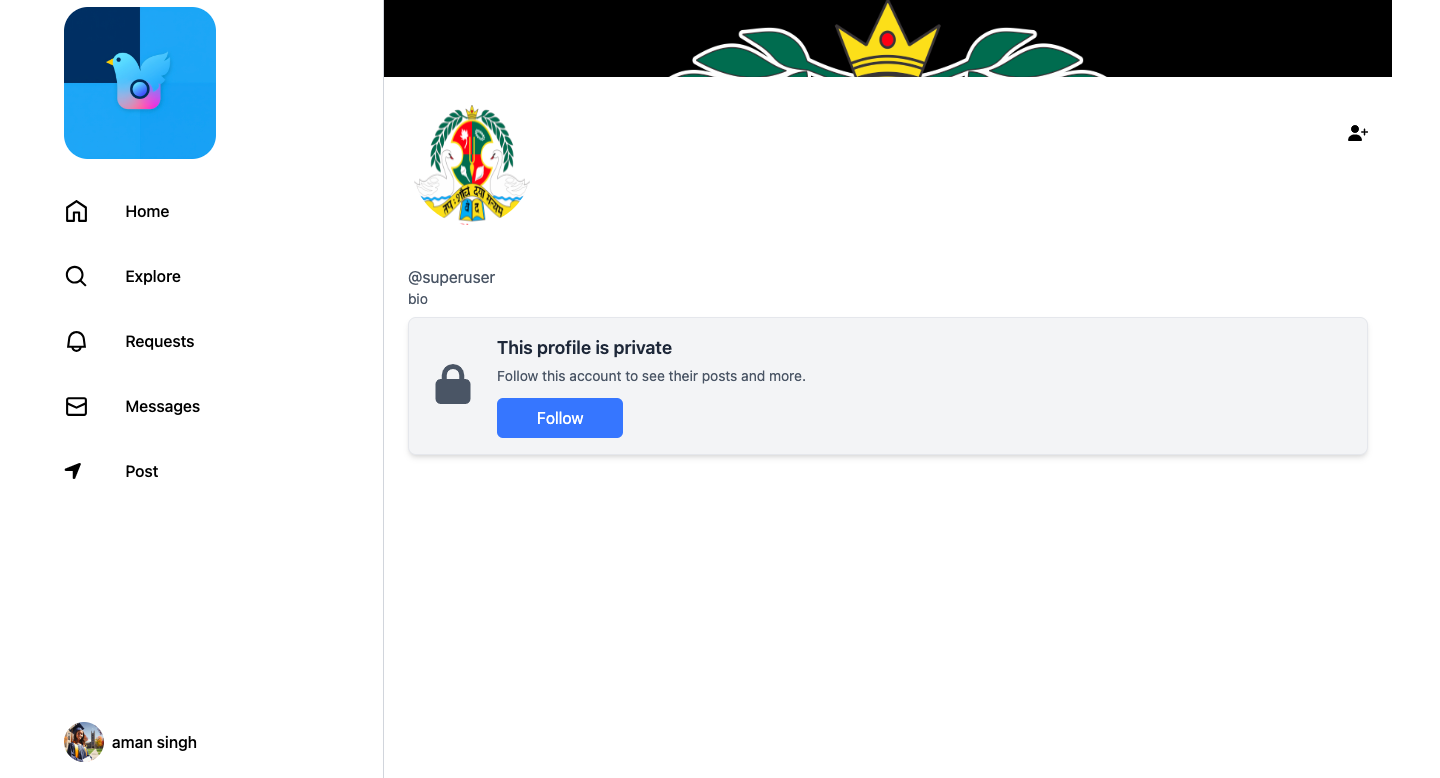 Home
Explore
Requests
Messages
Post
aman singh
@superuser
bio
This profile is private
Follow this account to see their posts and more.
Follow